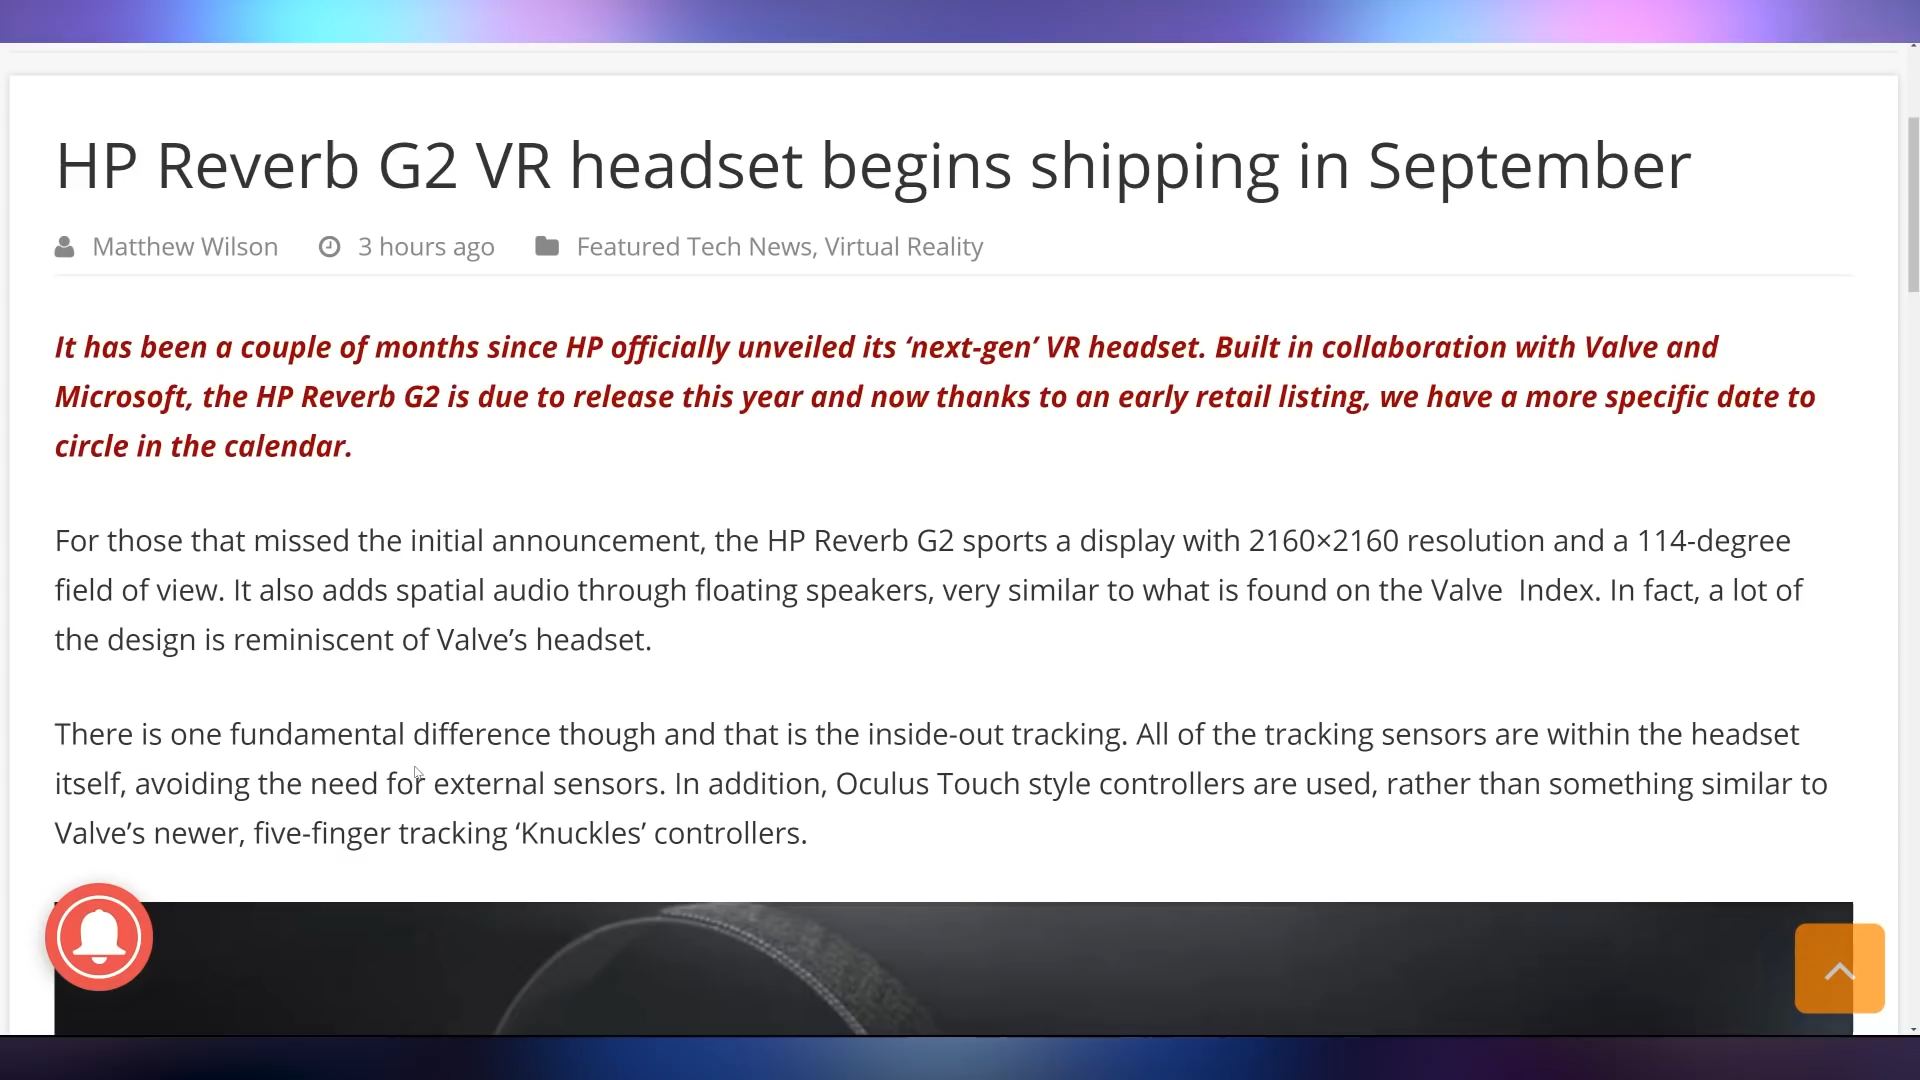 HP Reverb G2 VR headset begins shipping in September
Matthew Wilson 3 hours ago Featured Tech News, Virtual Reality
It has been a couple of months since HP officially unveiled its ‘next-gen’ VR headset. Built in collaboration with Valve and
Microsoft, the HP Reverb G2 is due to release this year and now thanks to an early retail listing, we have a more specific date to
circle in the calendar.
For those that missed the initial announcement, the HP Reverb G2 sports a display with 2160×2160 resolution and a 114-degree
field of view. It also adds spatial audio through floating speakers, very similar to what is found on the Valve  Index. In fact, a lot of
the design is reminiscent of Valve’s headset.
There is one fundamental difference though and that is the inside-out tracking. All of the tracking sensors are within the headset
itself, avoiding the need for external sensors. In addition, Oculus Touch style controllers are used, rather than something similar to
Valve’s newer, five-finger tracking ‘Knuckles’ controllers.